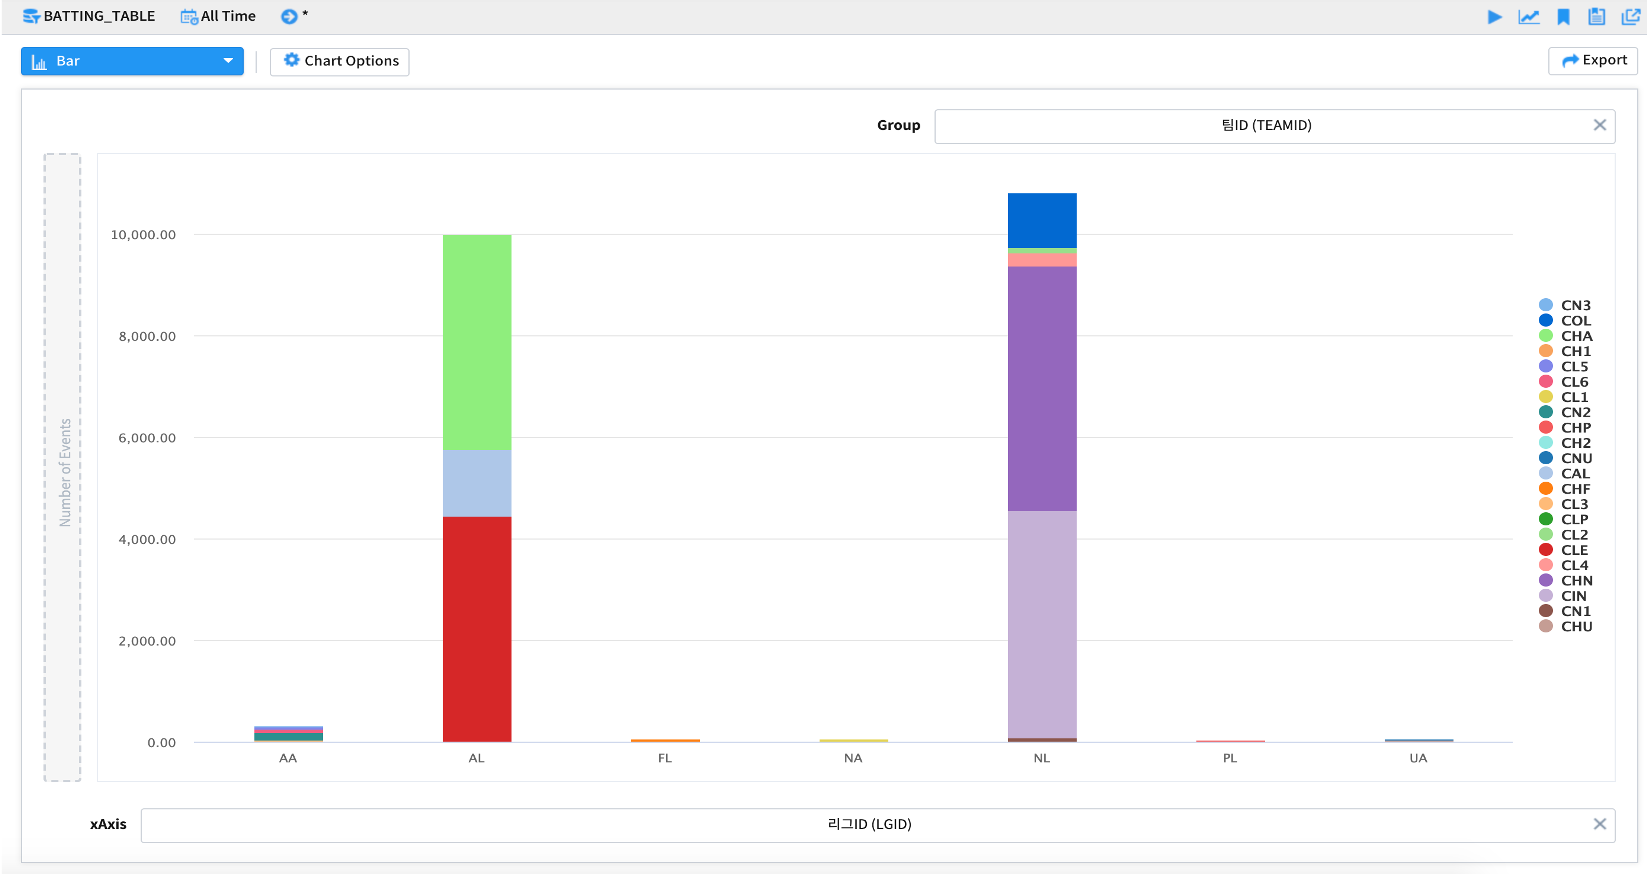 BATTING_TABLE All Time *
Bar Chart Options Export
Group 팀ID (TEAMID)
Number of Events
10,000.00
8,000.00
6,000.00
4,000.00
2,000.00
0.00
AA AL FL NA NL PL UA
CN3
COL
CHA
CH1
CL5
CL6
CL1
CN2
CHP
CH2
CNU
CAL
CHF
CL3
CLP
CL2
CLE
CL4
CHN
CIN
CN1
CHU
xAxis 리그ID (LGID)